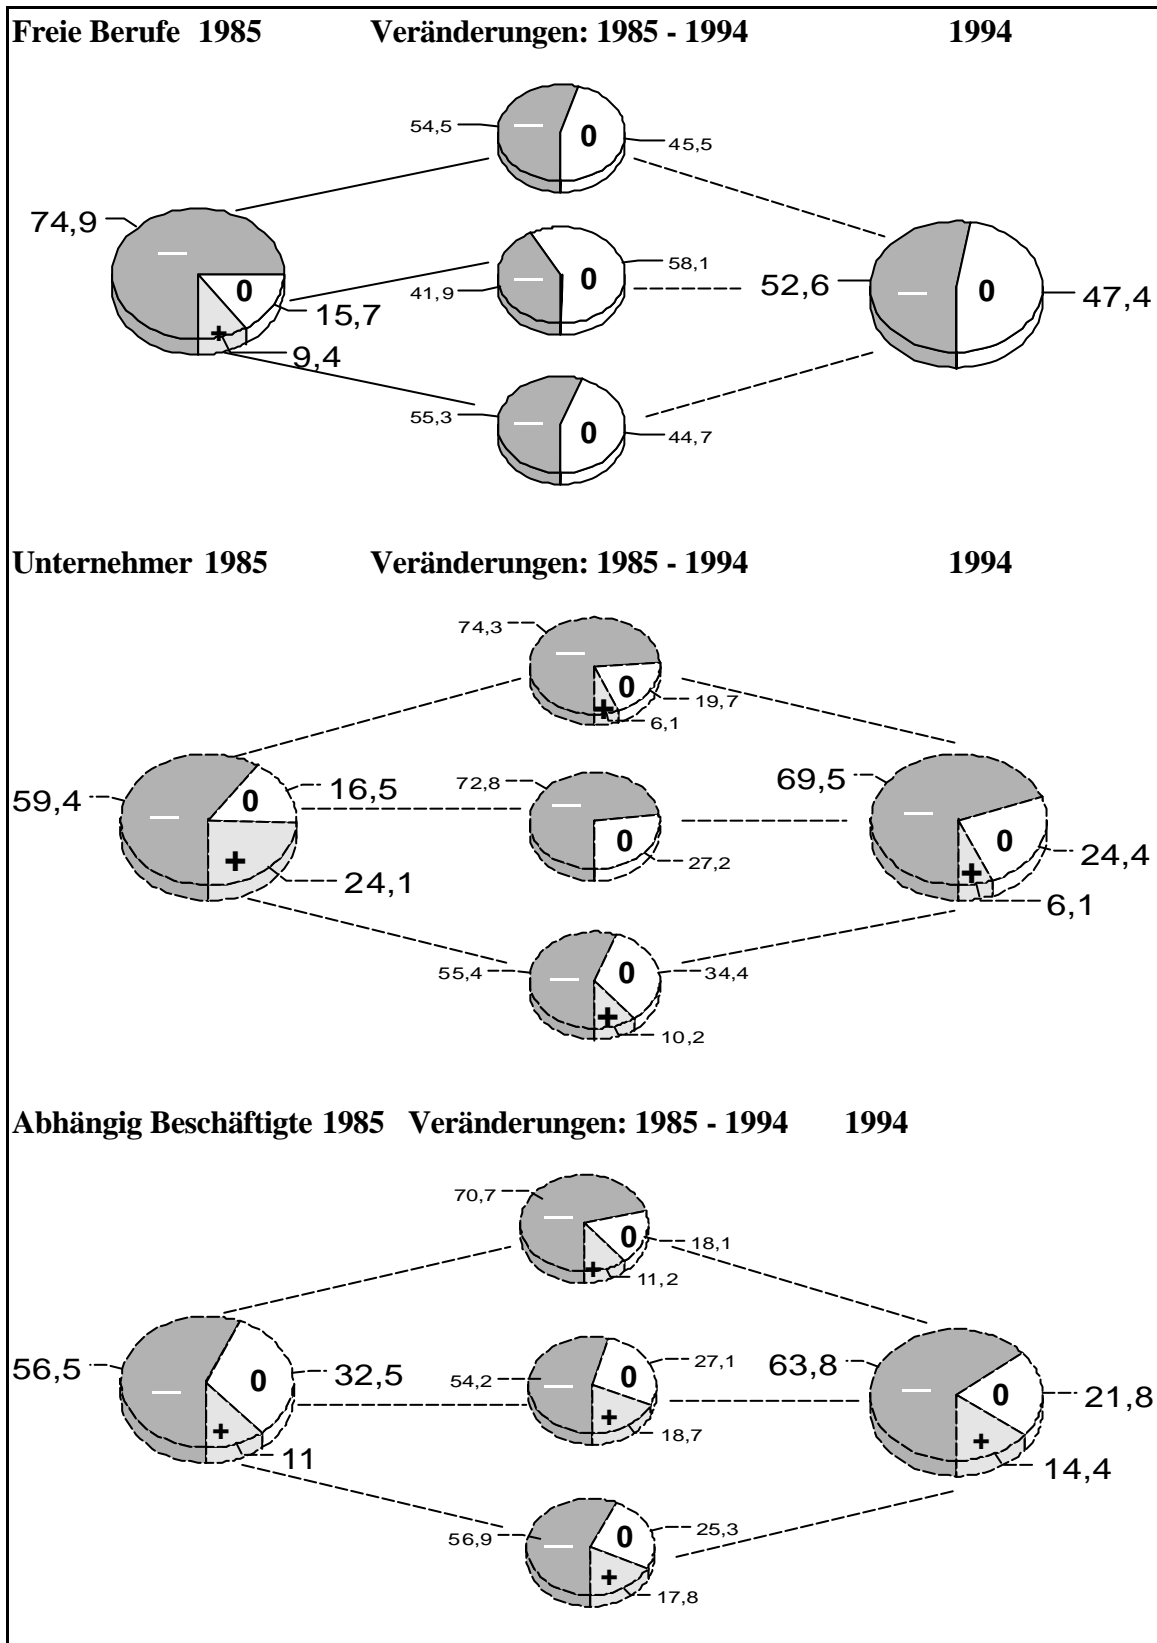 Freie Berufe 1985 Veränderungen: 1985 - 1994 1994
54,5 — 0 45,5
74,9 — 0 15,7 + 9,4
41,9 — 0 58,1
52,6 — 0 47,4
55,3 — 0 44,7
Unternehmer 1985 Veränderungen: 1985 - 1994 1994
74,3 — 0 19,7 + 6,1
59,4 — 0 16,5 + 24,1
72,8 — 0 27,2
69,5 — 0 24,4 + 6,1
55,4 — 0 34,4 + 10,2
Abhängig Beschäftigte 1985 Veränderungen: 1985 - 1994 1994
70,7 — 0 18,1 + 11,2
56,5 — 0 32,5 + 11
54,2 0 27,1 + 18,7
63,8 — 0 21,8 + 14,4
56,9 — 0 25,3 + 17,8